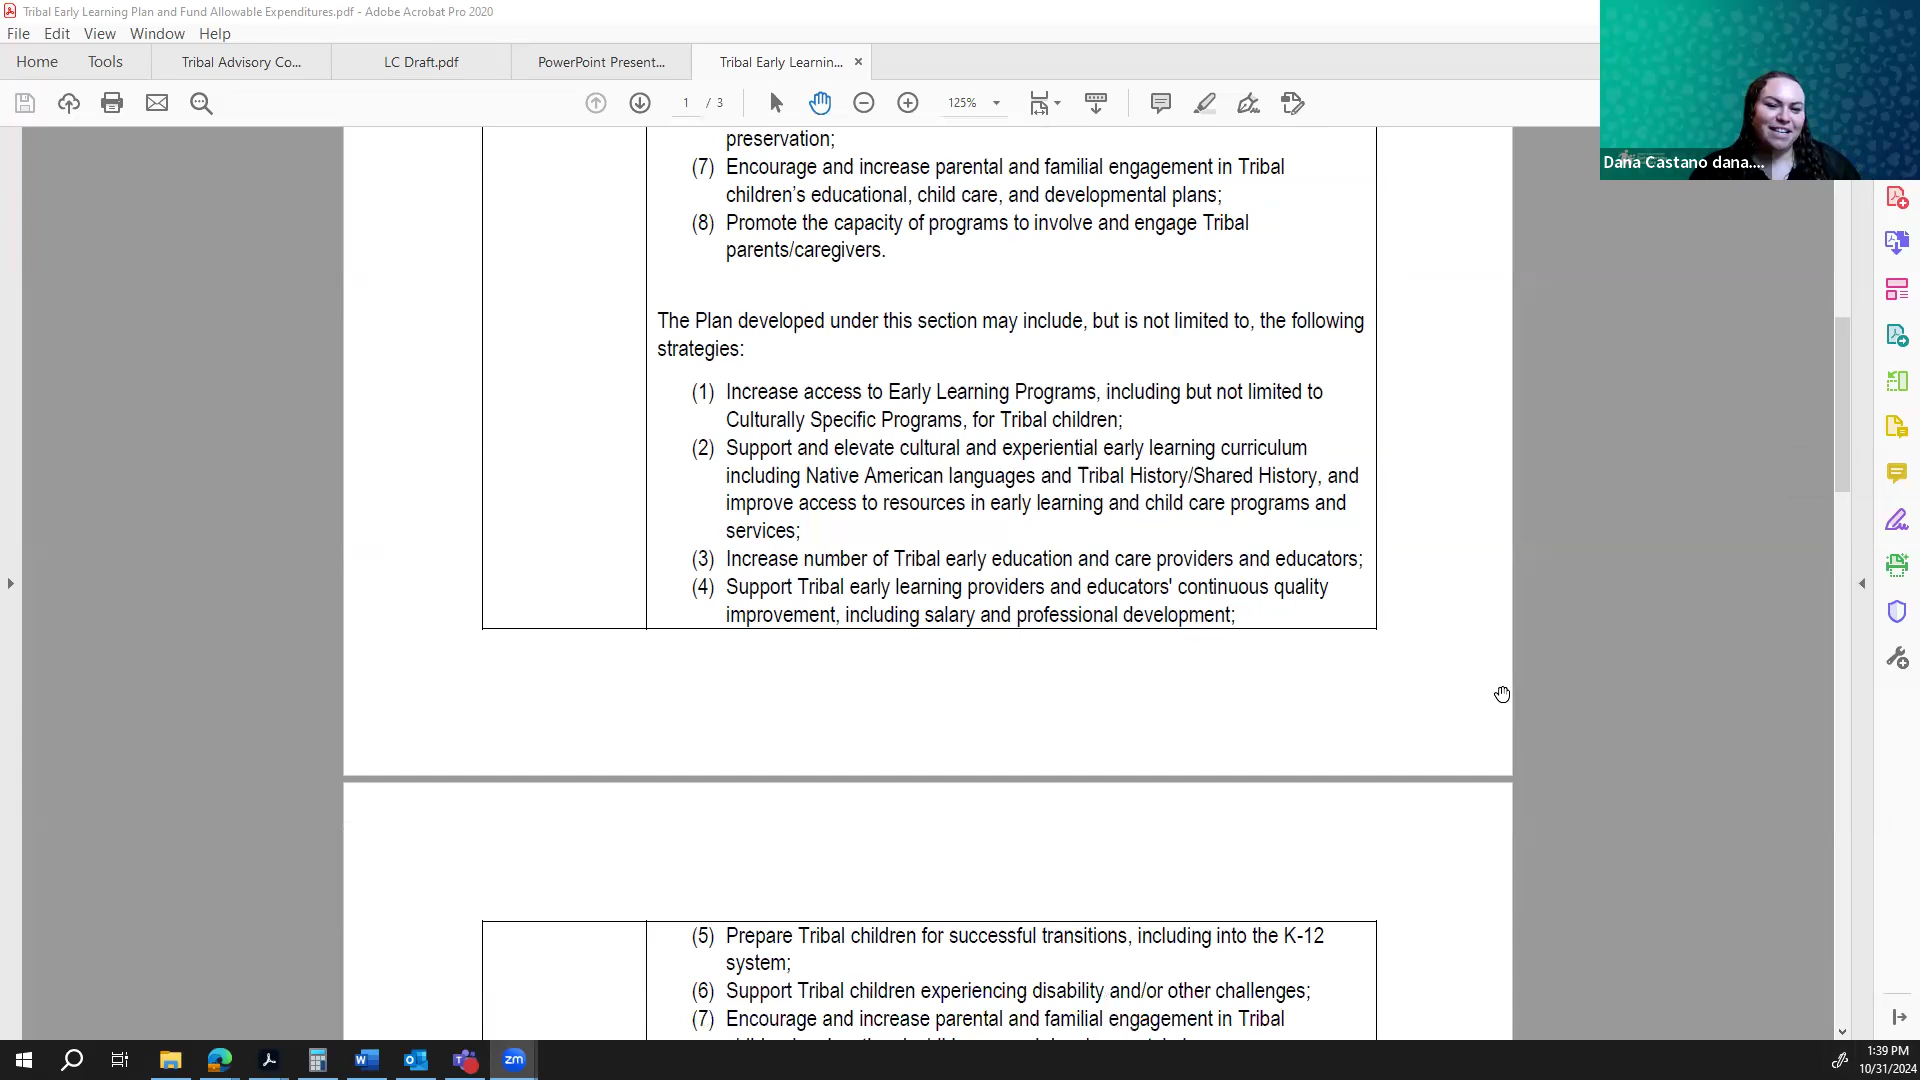 Tribal Early Learning Plan and Fund Allowable Expenditures.pdf - Adobe Acrobat Pro 2020
File Edit View Window Help
Home Tools Tribal Advisory Co... LC Draft.pdf PowerPoint Present... Tribal Early Learnin... ×
1 / 3 125%
Dana Castano dana....
preservation;
(7) Encourage and increase parental and familial engagement in Tribal
children’s educational, child care, and developmental plans;
(8) Promote the capacity of programs to involve and engage Tribal
parents/caregivers.
The Plan developed under this section may include, but is not limited to, the following
strategies:
(1) Increase access to Early Learning Programs, including but not limited to
Culturally Specific Programs, for Tribal children;
(2) Support and elevate cultural and experiential early learning curriculum
including Native American languages and Tribal History/Shared History, and
improve access to resources in early learning and child care programs and
services;
(3) Increase number of Tribal early education and care providers and educators;
(4) Support Tribal early learning providers and educators' continuous quality
improvement, including salary and professional development;
(5) Prepare Tribal children for successful transitions, including into the K-12
system;
(6) Support Tribal children experiencing disability and/or other challenges;
(7) Encourage and increase parental and familial engagement in Tribal
zm
1:39 PM
10/31/2024